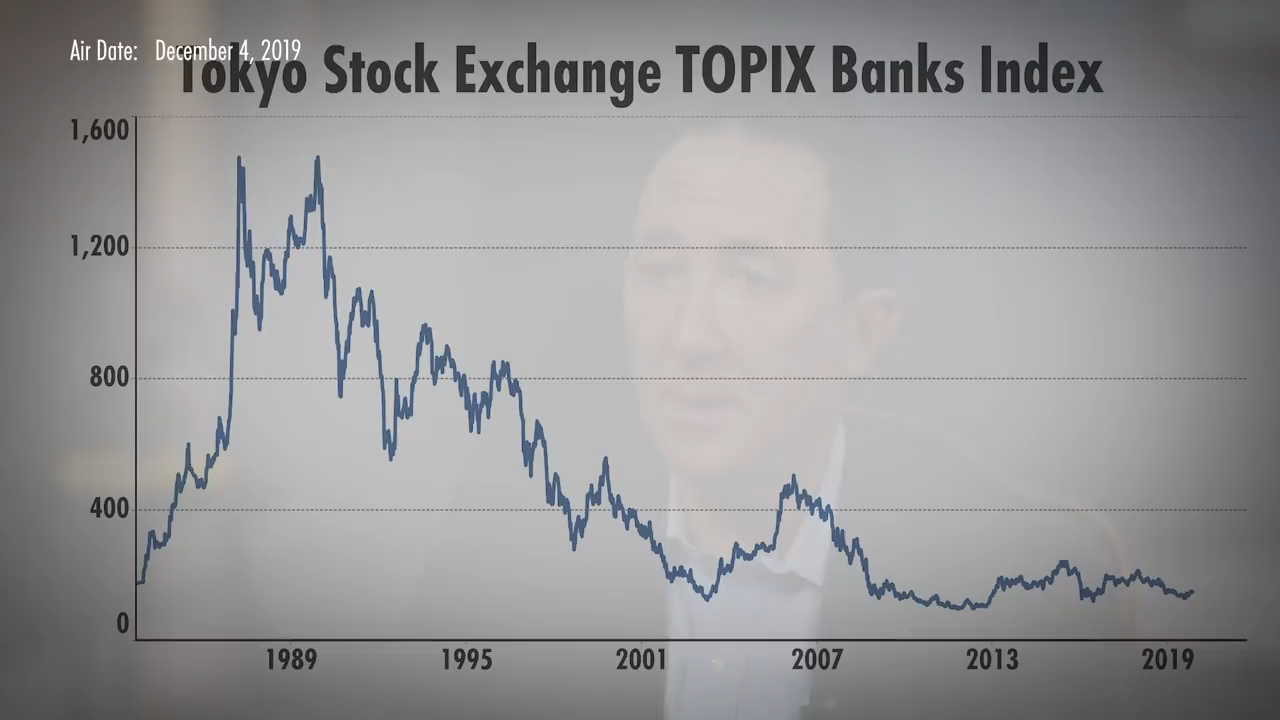 Air Date: December 4, 2019
Tokyo Stock Exchange TOPIX Banks Index
1,600
1,200
800
400
0
1989 1995 2001 2007 2013 2019